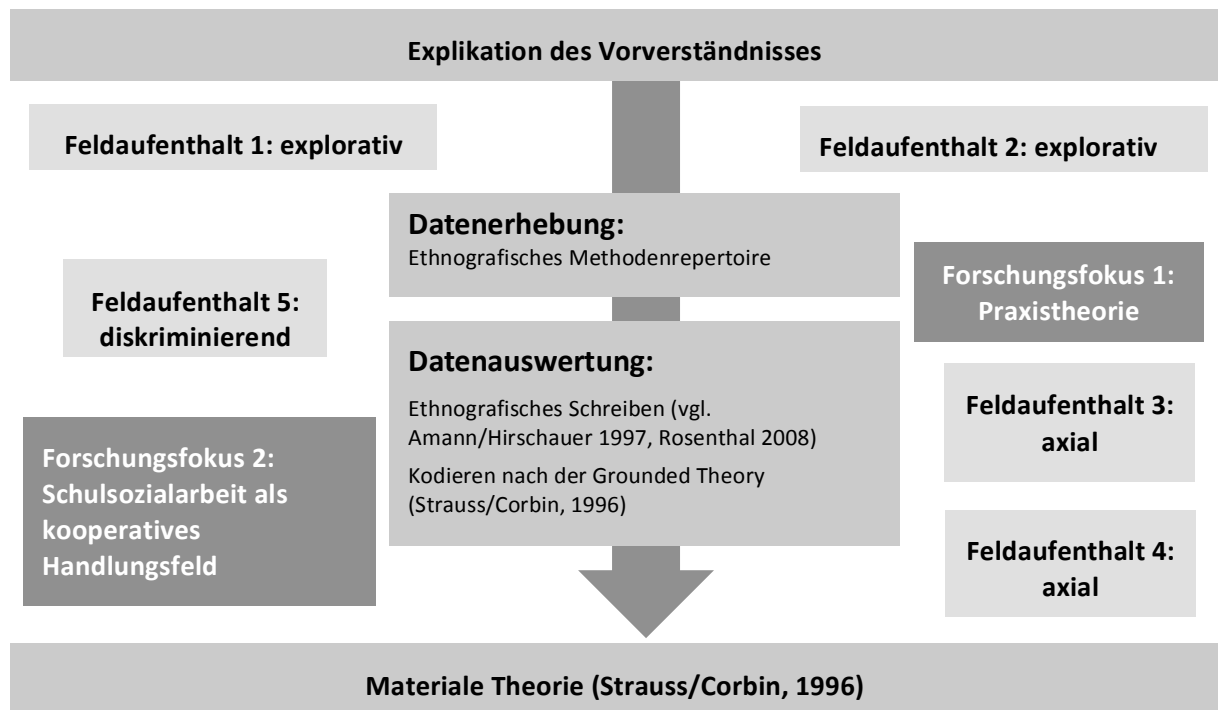 Explikation des Vorverständnisses
Feldaufenthalt 1: explorativ
Feldaufenthalt 2: explorativ
Datenerhebung:
Ethnografisches Methodenrepertoire
Forschungsfokus 1:
Praxistheorie
Feldaufenthalt 5:
diskriminierend
Datenauswertung:
Ethnografisches Schreiben (vgl.
Amann/Hirschauer 1997, Rosenthal 2008)
Kodieren nach der Grounded Theory
(Strauss/Corbin, 1996)
Feldaufenthalt 3:
axial
Forschungsfokus 2:
Schulsozialarbeit als
kooperatives
Handlungsfeld
Feldaufenthalt 4:
axial
Materiale Theorie (Strauss/Corbin, 1996)